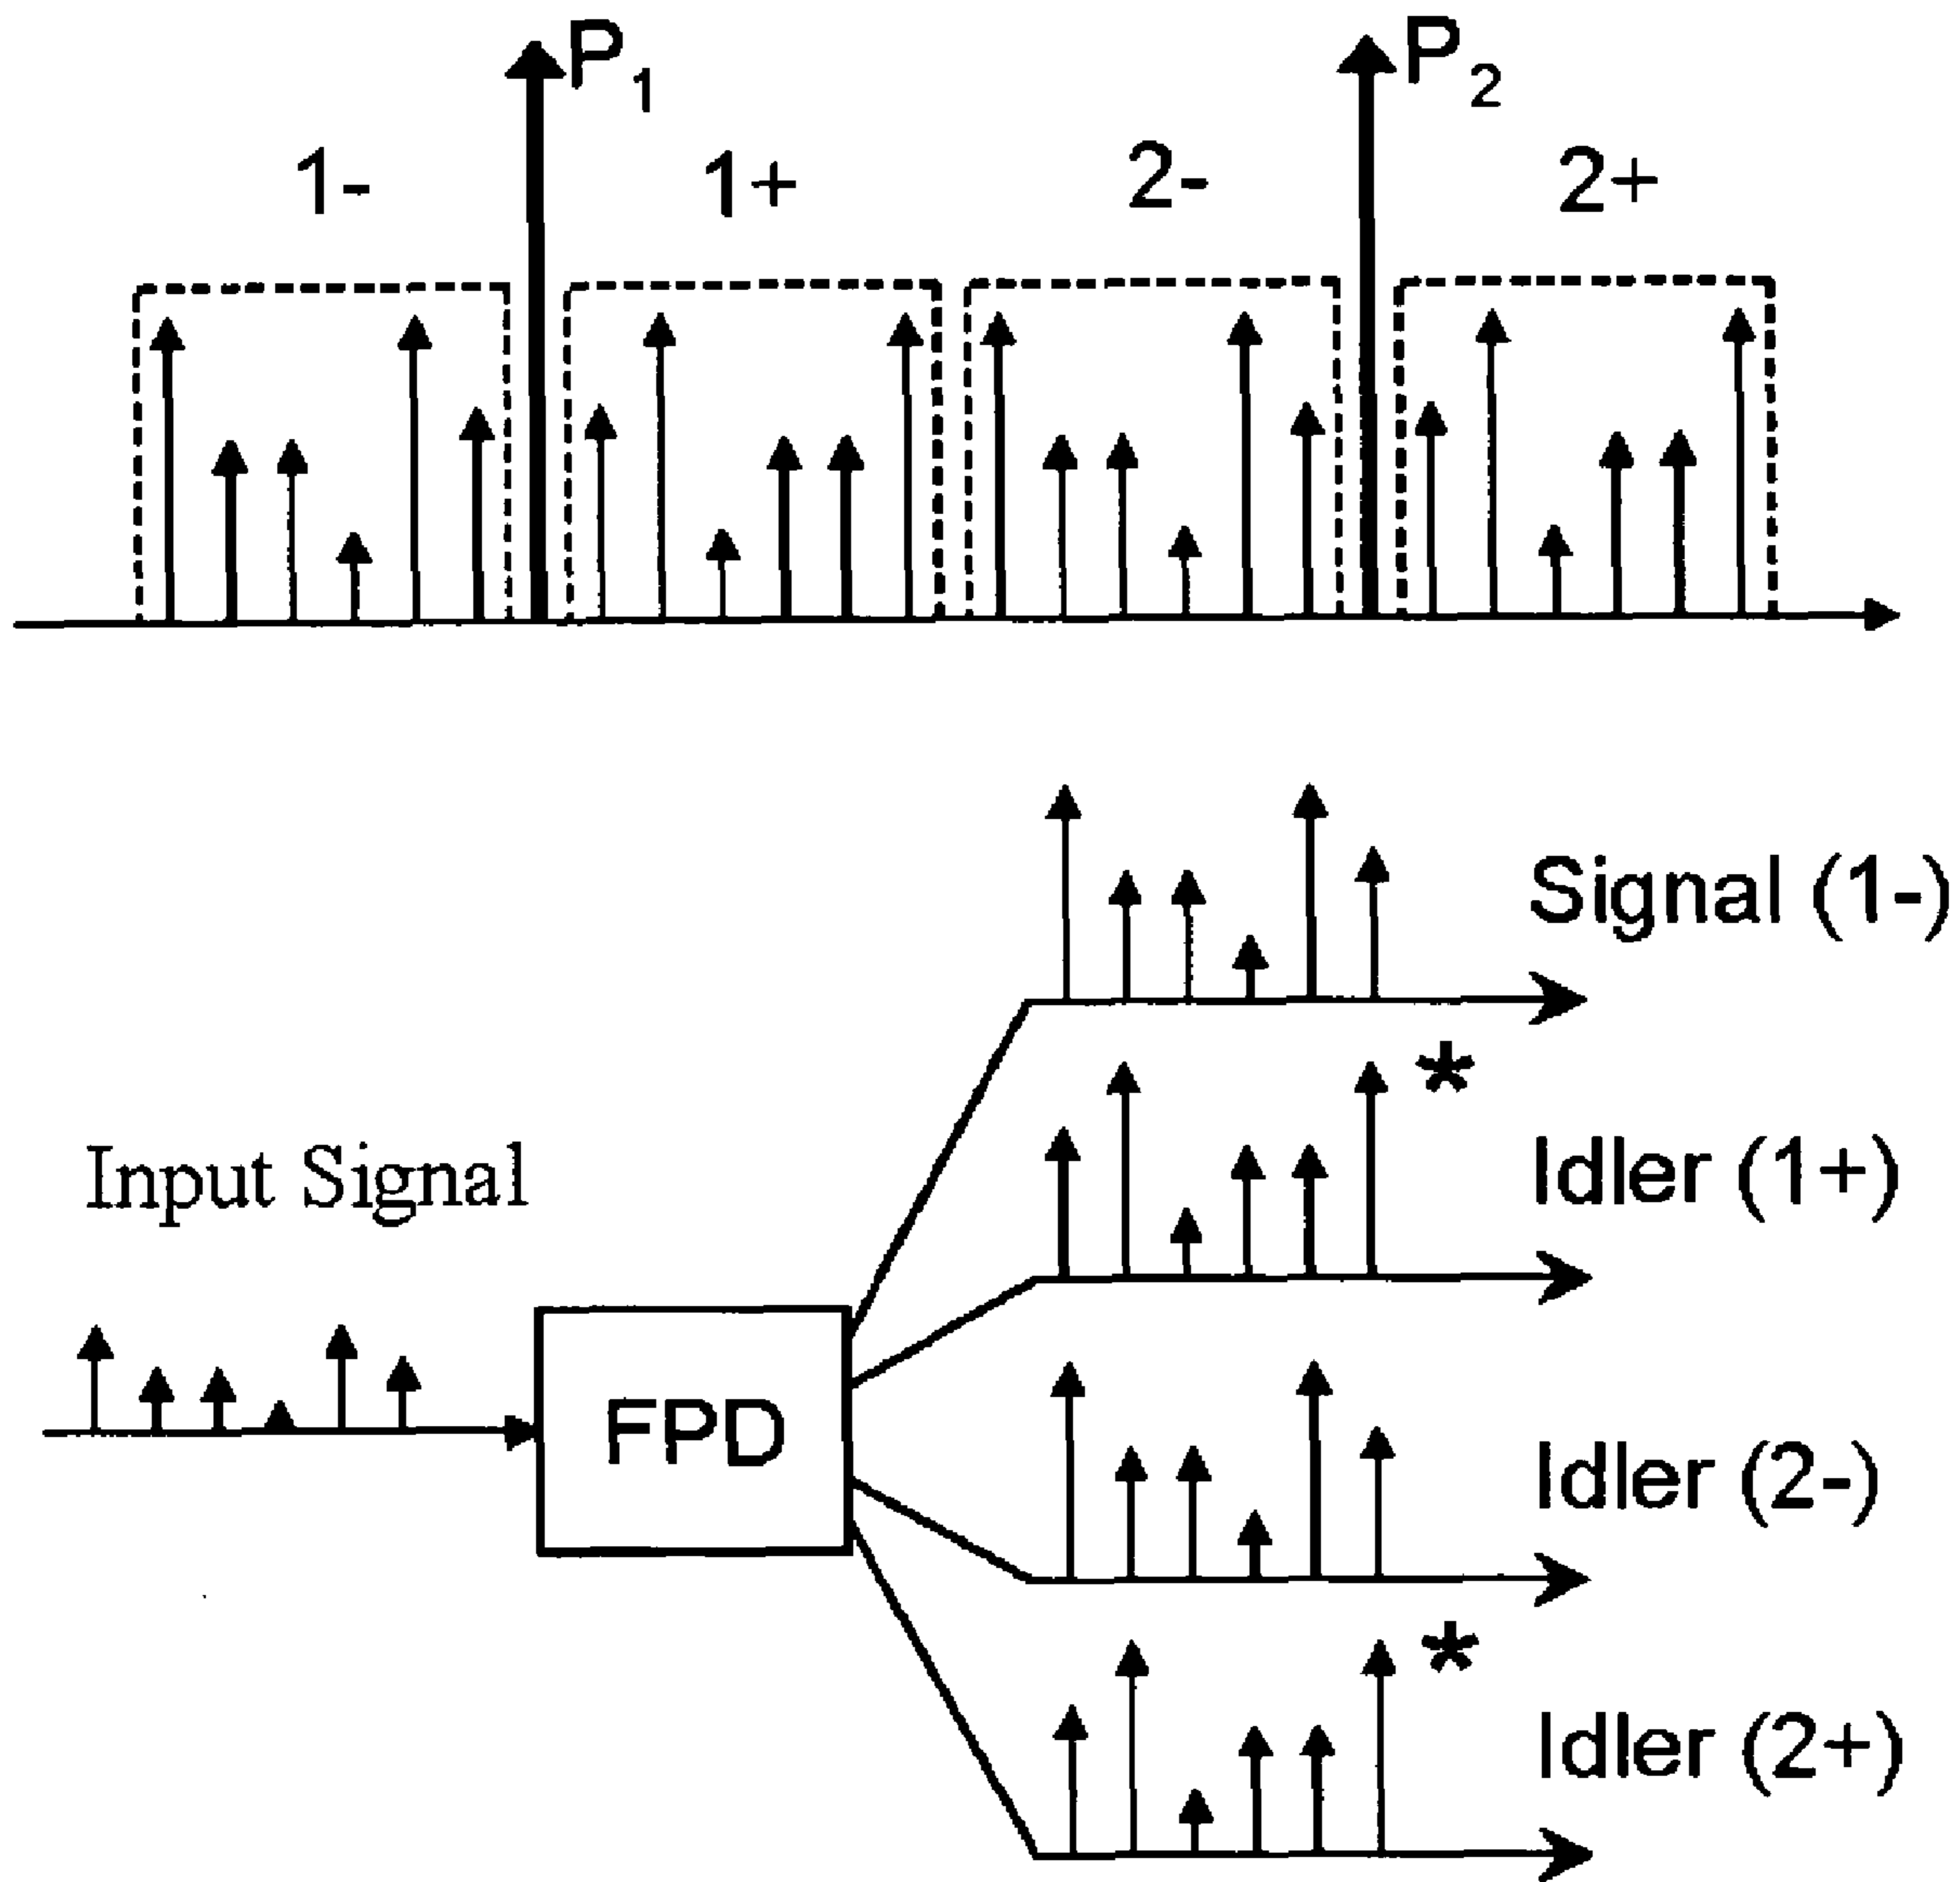 P1
P2
1-
1+
2-
2+
Signal (1-)
*
Idler (1+)
Input Signal
FPD
Idler (2-)
*
Idler (2+)